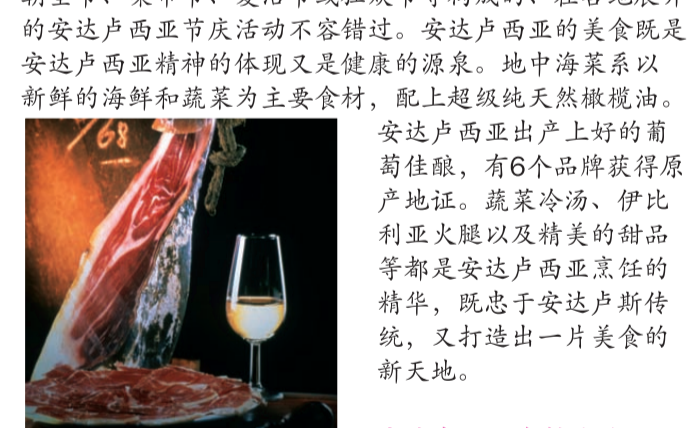 的安达卢西亚节庆活动不容错过。安达卢西亚的美食既是
安达卢西亚精神的体现又是健康的源泉。地中海菜系以
新鲜的海鲜和蔬菜为主要食材，配上超级纯天然橄榄油。
68
安达卢西亚出产上好的葡
萄佳酿，有6个品牌获得原
产地证。蔬菜冷汤、伊比
利亚火腿以及精美的甜品
等都是安达卢西亚烹饪的
精华，既忠于安达卢斯传
统，又打造出一片美食的
新天地。